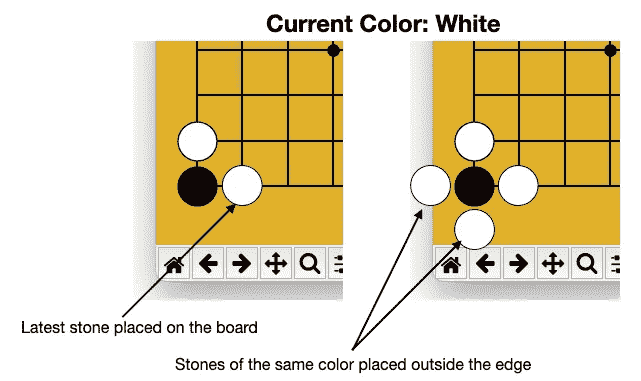 Current Color: White
Latest stone placed on the board
Stones of the same color placed outside the edge